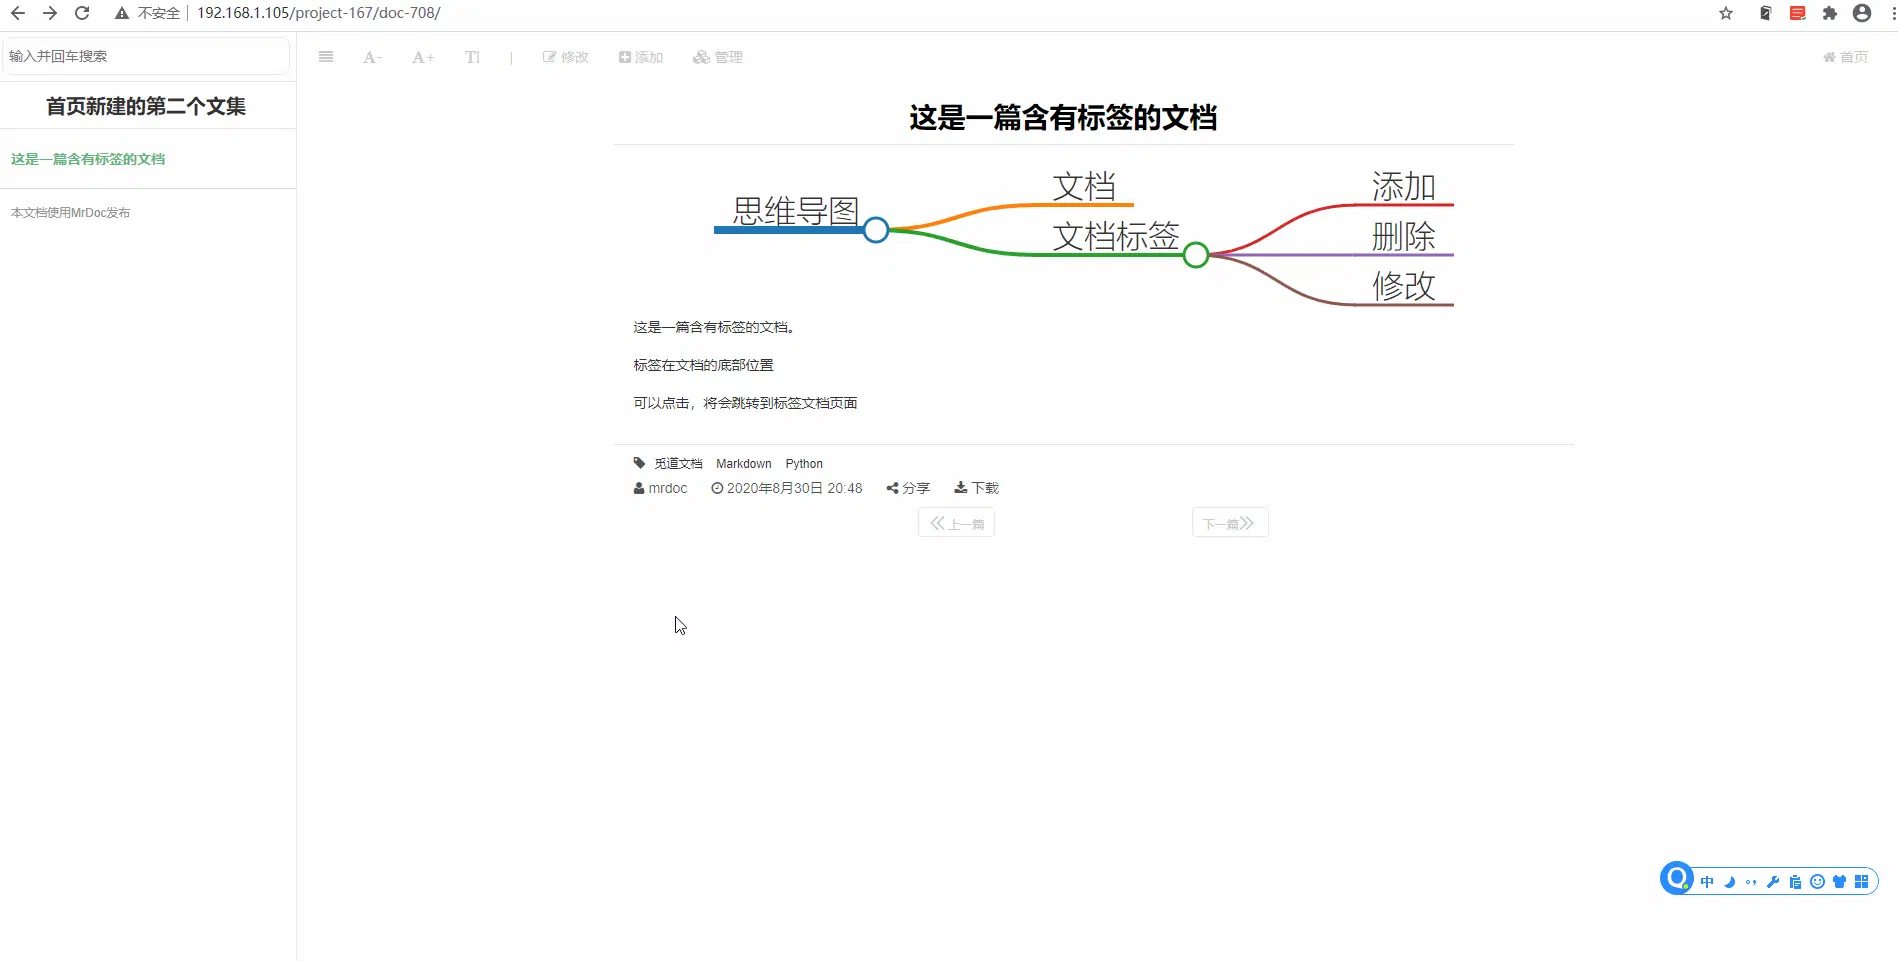 不安全 | 192.168.1.105/project-167/doc-708/
输入并回车搜索
首页新建的第二个文集
这是一篇含有标签的文档
本文档使用MrDoc发布
A- A+ TI | 修改 添加 管理 首页
这是一篇含有标签的文档
思维导图
文档
文档标签
添加
删除
修改
这是一篇含有标签的文档。
标签在文档的底部位置
可以点击，将会跳转到标签文档页面
觅道文档 Markdown Python
mrdoc 2020年8月30日 20:48 分享 下载
上一篇 下一篇
中